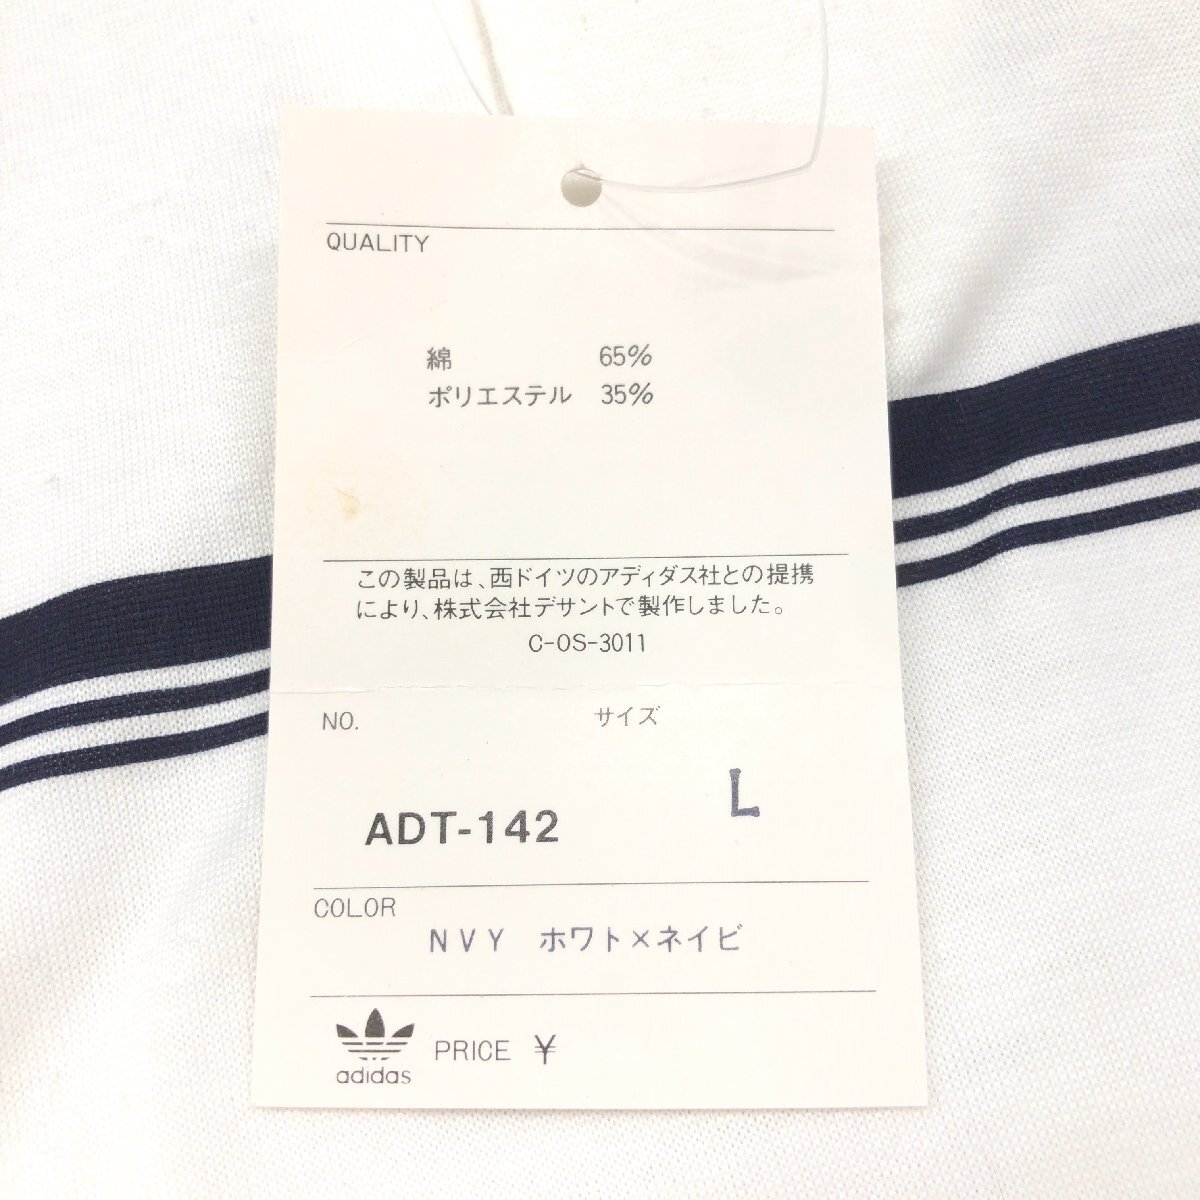 QUALITY
綿 65%
ポリエステル 35%
この製品は、西ドイツのアディダス社との提携
により、株式会社デサントで製作しました。
C-OS-3011
NO. サイズ
ADT-142 L
COLOR
NVY ホワト×ネイビ
adidas PRICE ¥